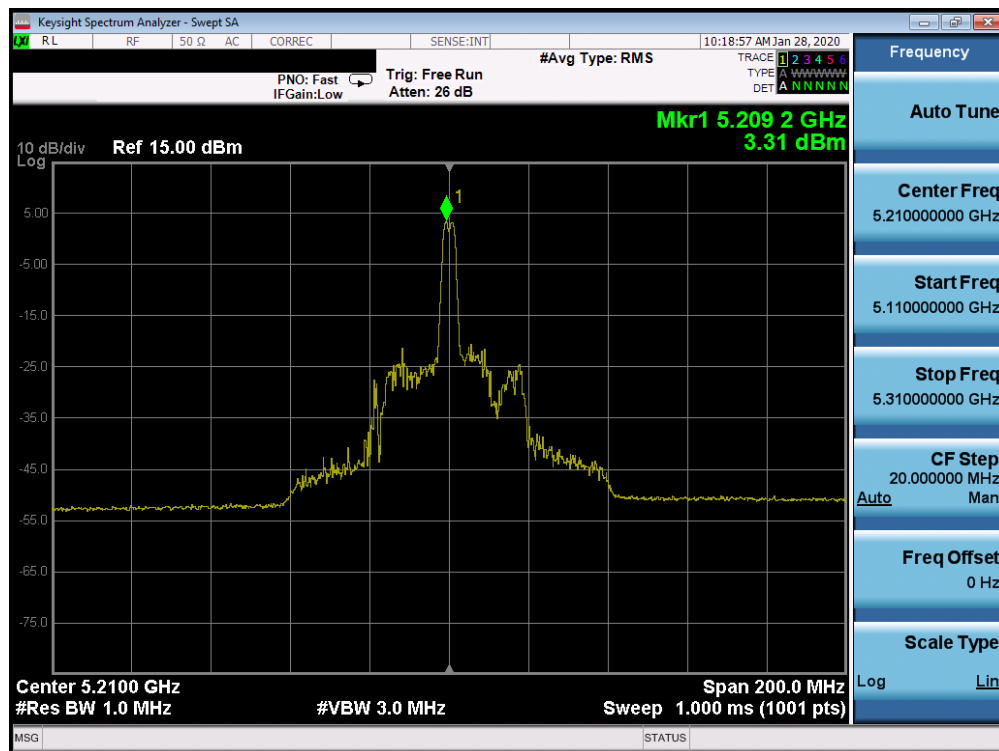 Keysight Spectrum Analyzer - Swept SA
LXI RL RF 50 Ω AC CORREC SENSE:INT 10:18:57 AM Jan 28, 2020
#Avg Type: RMS TRACE 1 2 3 4 5 6
PNO: Fast Trig: Free Run TYPE A WWWWW
IFGain:Low Atten: 26 dB DET A N N N N N
Mkr1 5.209 2 GHz
10 dB/div Ref 15.00 dBm 3.31 dBm
Log
1
5.00
-5.00
-15.0
-25.0
-35.0
-45.0
-55.0
-65.0
-75.0
Center 5.2100 GHz Span 200.0 MHz
#Res BW 1.0 MHz #VBW 3.0 MHz Sweep 1.000 ms (1001 pts)
MSG STATUS
Frequency
Auto Tune
Center Freq
5.210000000 GHz
Start Freq
5.110000000 GHz
Stop Freq
5.310000000 GHz
CF Step
20.000000 MHz
Auto Man
Freq Offset
0 Hz
Scale Type
Log Lin